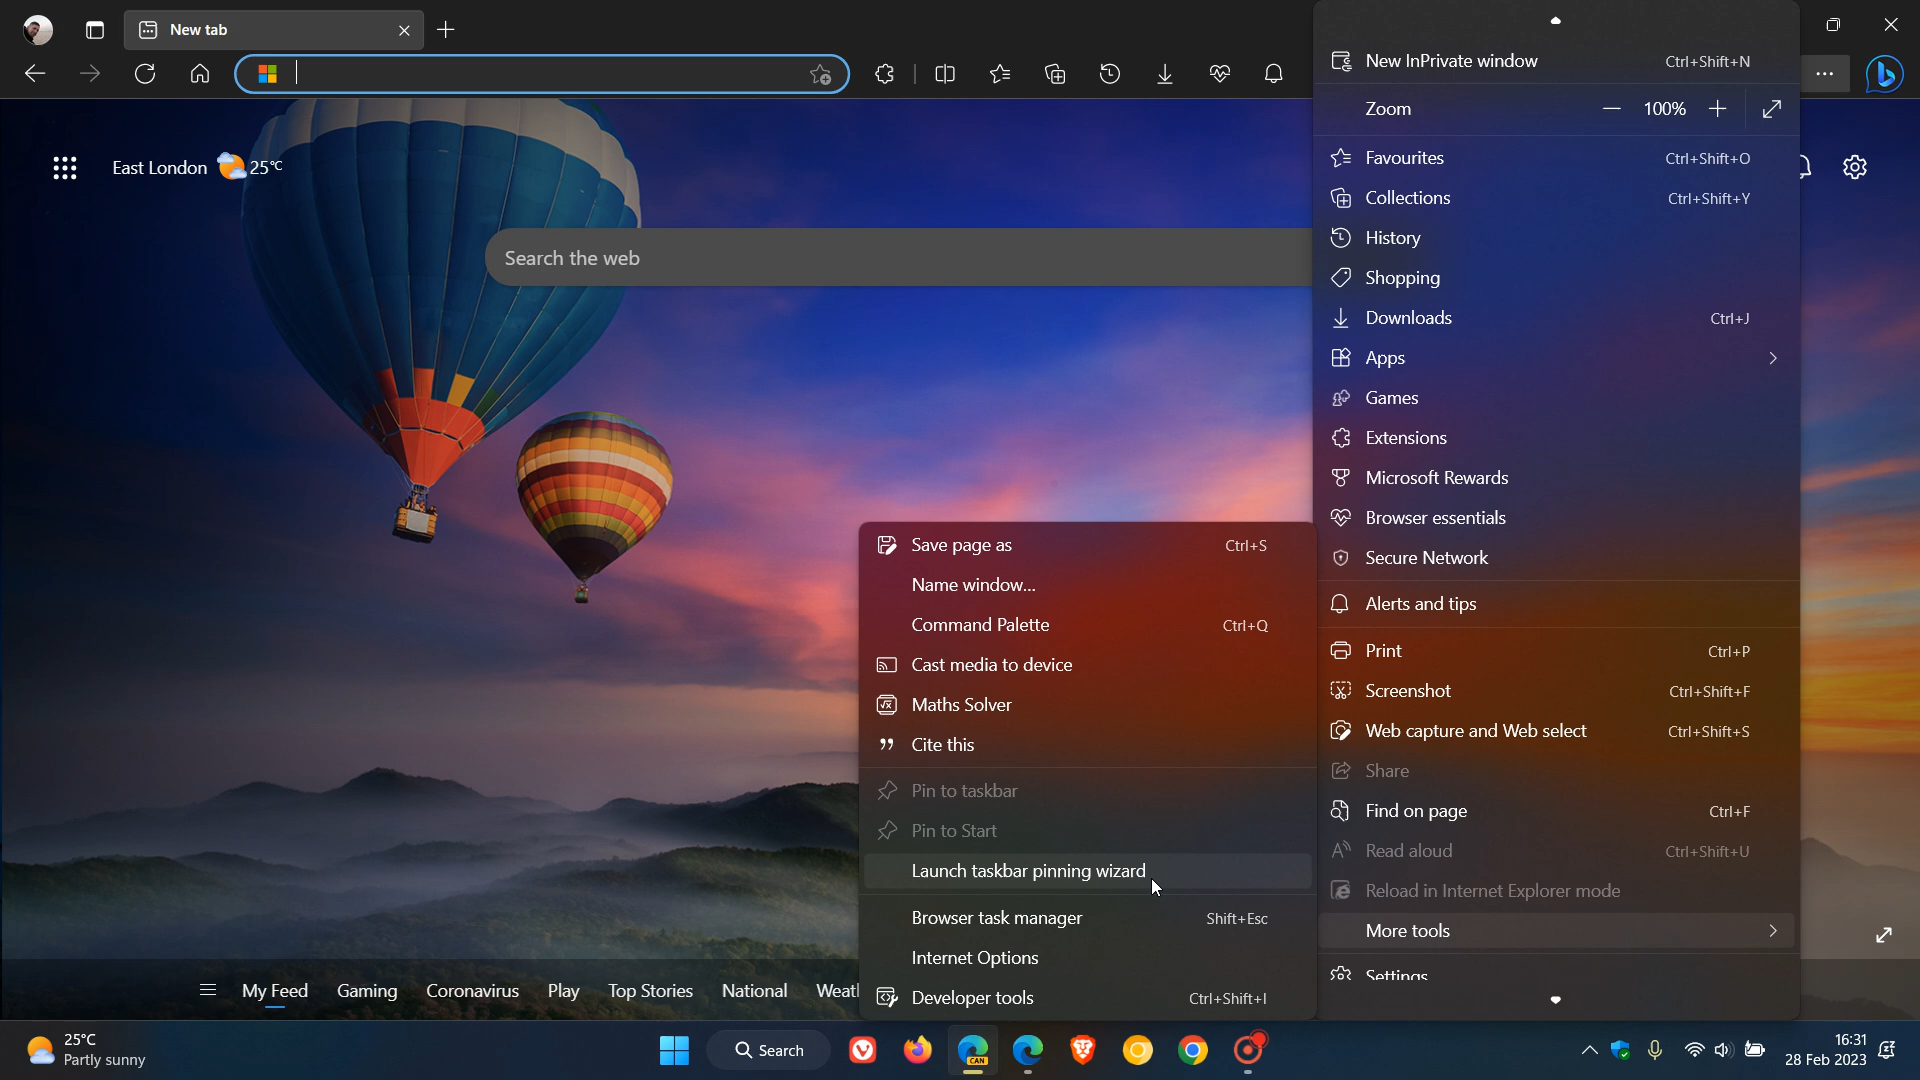 New tab
East London 25°C
Search the web
New InPrivate window Ctrl+Shift+N
Zoom 100%
Favourites Ctrl+Shift+O
Collections Ctrl+Shift+Y
History
Shopping
Downloads Ctrl+J
Apps
Games
Extensions
Microsoft Rewards
Browser essentials
Secure Network
Alerts and tips
Print Ctrl+P
Screenshot Ctrl+Shift+F
Web capture and Web select Ctrl+Shift+S
Share
Find on page Ctrl+F
Read aloud Ctrl+Shift+U
Reload in Internet Explorer mode
More tools
Settings
Save page as Ctrl+S
Name window...
Command Palette Ctrl+Q
Cast media to device
Maths Solver
Cite this
Pin to taskbar
Pin to Start
Launch taskbar pinning wizard
Browser task manager Shift+Esc
Internet Options
Developer tools Ctrl+Shift+I
My Feed Gaming Coronavirus Play Top Stories National Weat
25°C
Partly sunny
Search
CAN
16:31
28 Feb 2023